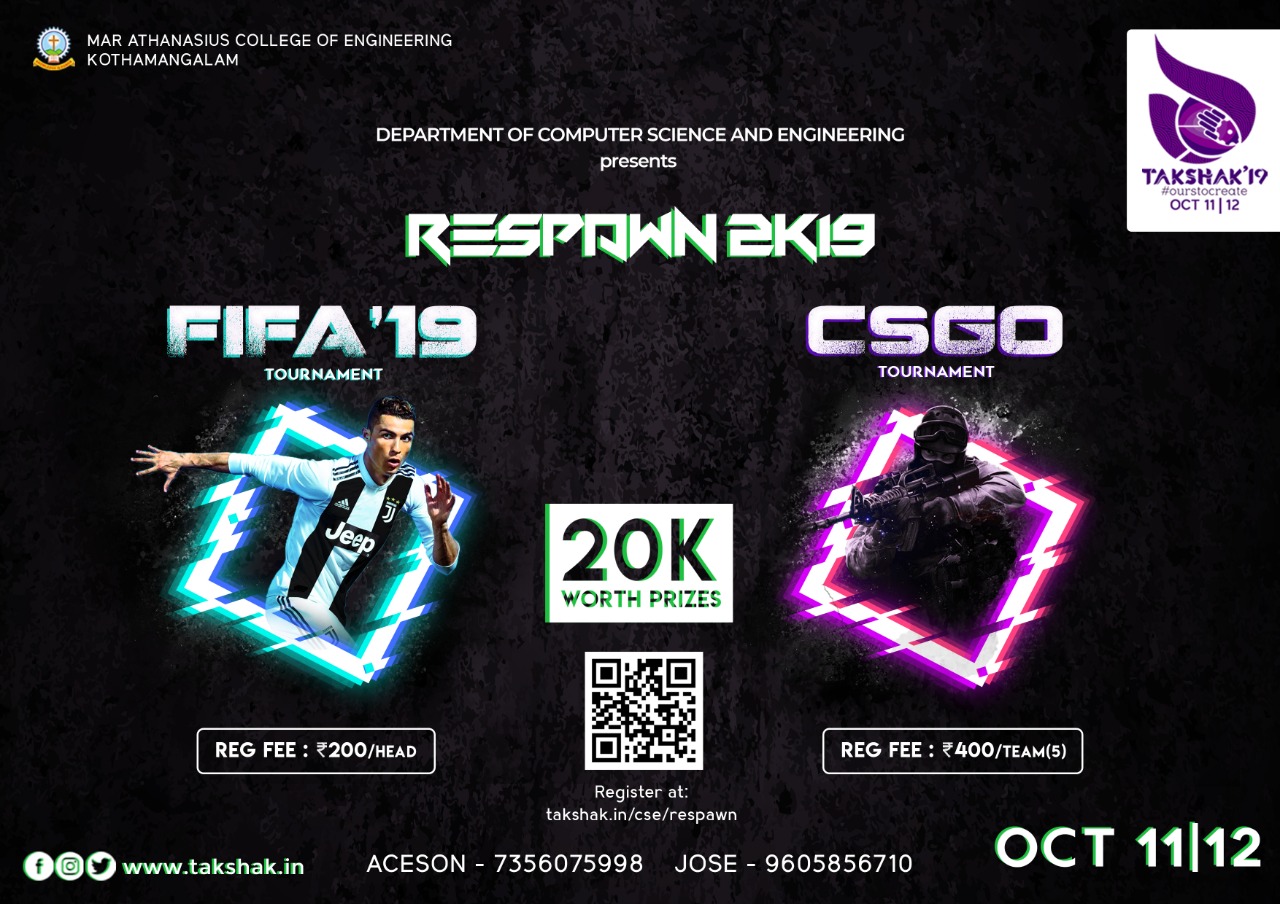 MAR ATHANASIUS COLLEGE OF ENGINEERING
KOTHAMANGALAM
TAKSHAK'19
#ourstocreate
OCT 11 | 12
DEPARTMENT OF COMPUTER SCIENCE AND ENGINEERING
presents
RESPAWN 2K19
FIFA'19
TOURNAMENT
CSGO
TOURNAMENT
Jeep
20K
WORTH PRIZES
REG FEE : ₹200/HEAD
REG FEE : ₹400/TEAM(5)
Register at:
takshak.in/cse/respawn
www.takshak.in
ACESON - 7356075998 JOSE - 9605856710
OCT 11|12